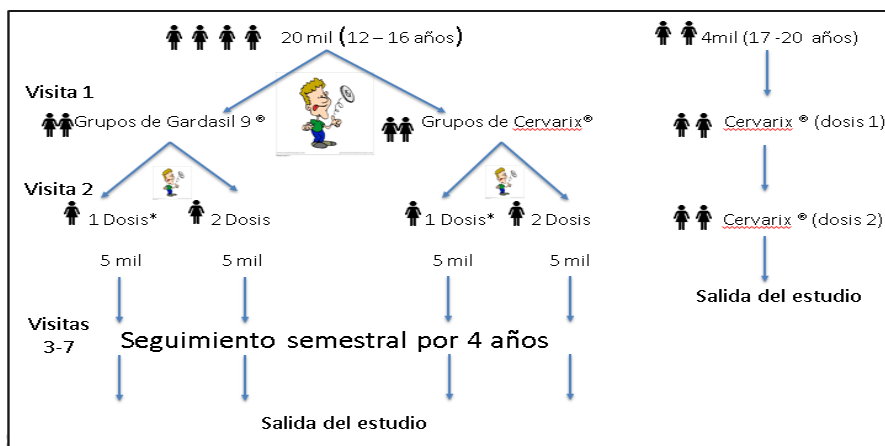 20 mil (12 – 16 años)
4mil (17 -20 años)
Visita 1
Grupos de Gardasil 9 ®
Grupos de Cervarix®
Cervarix ® (dosis 1)
Visita 2
1 Dosis*
2 Dosis
1 Dosis*
2 Dosis
Cervarix ® (dosis 2)
5 mil
5 mil
5 mil
5 mil
Salida del estudio
Visitas
3-7
Seguimiento semestral por 4 años
Salida del estudio